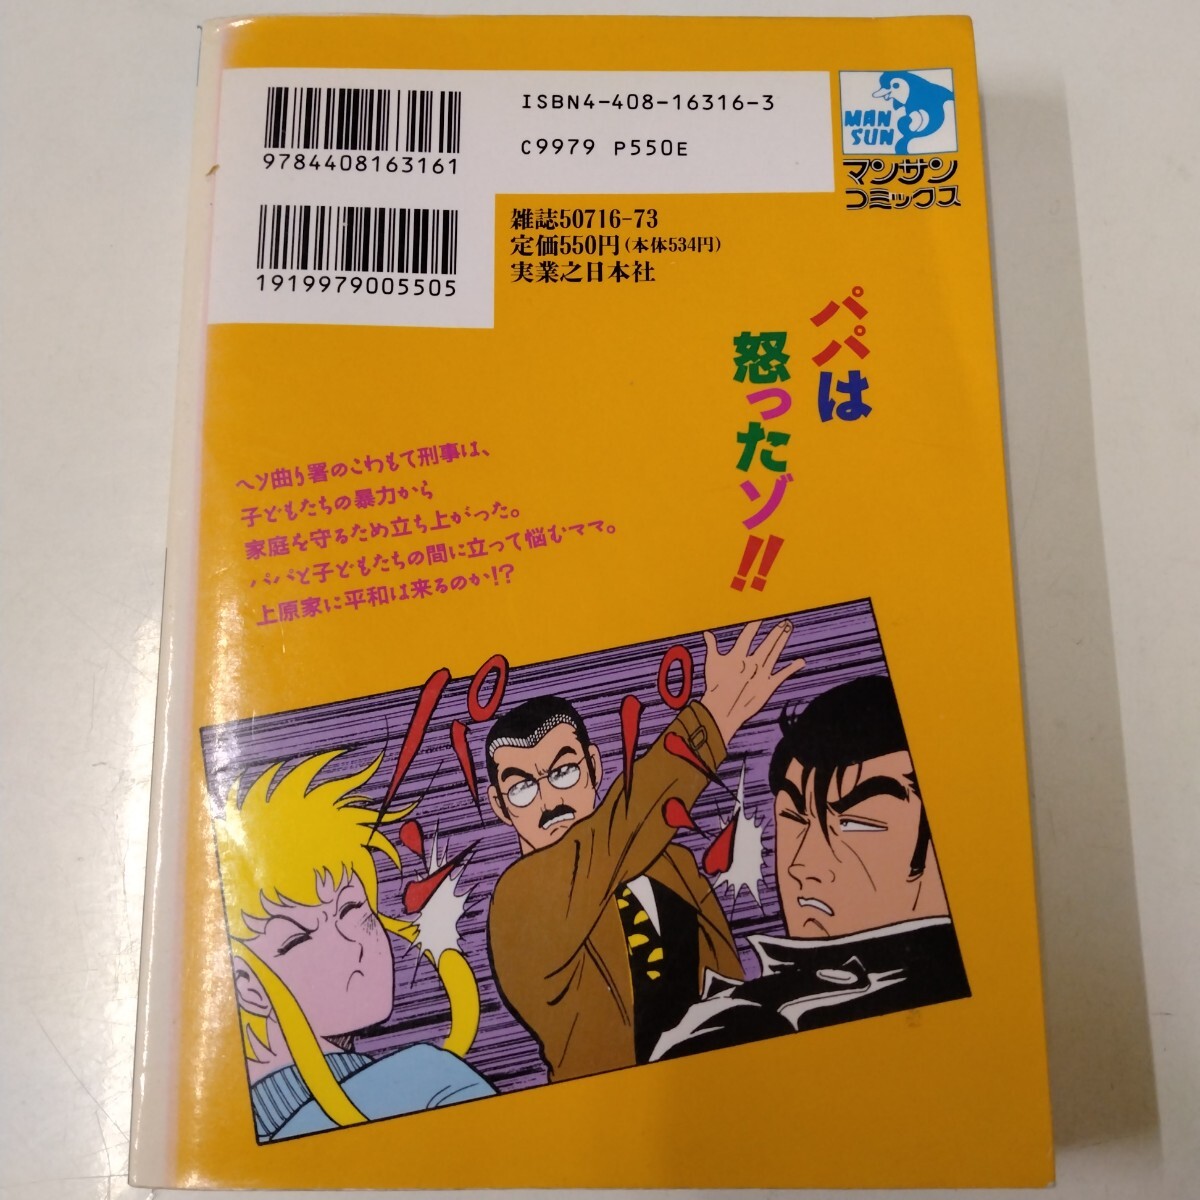 ISBN4-408-16316-3
C9979 P550E
9784408163161
1919979005505
MAN
SUN
マンサン
コミックス
雑誌50716-73
定価550円(本体534円)
実業之日本社
パパは
怒ったゾ!!
ヘソ曲り署のこわもて刑事は、
子どもたちの暴力から
家庭を守るため立ち上がった。
パパと子どもたちの間に立って悩むママ。
上原家に平和は来るのか!?
パン
パン